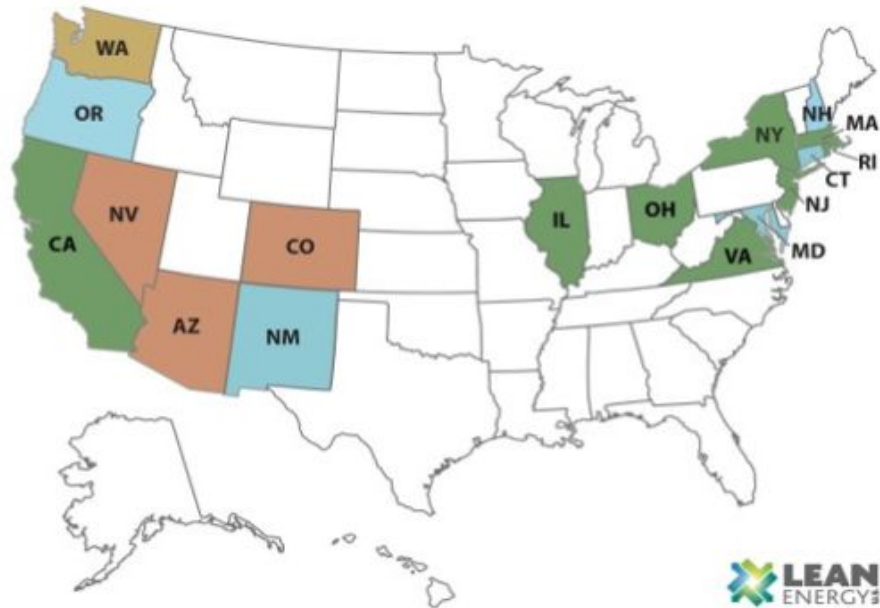 WA
OR
NH
MA
NY
RI
CT
NV
IL
OH
NJ
CA
CO
MD
VA
AZ
NM
LEAN
ENERGY